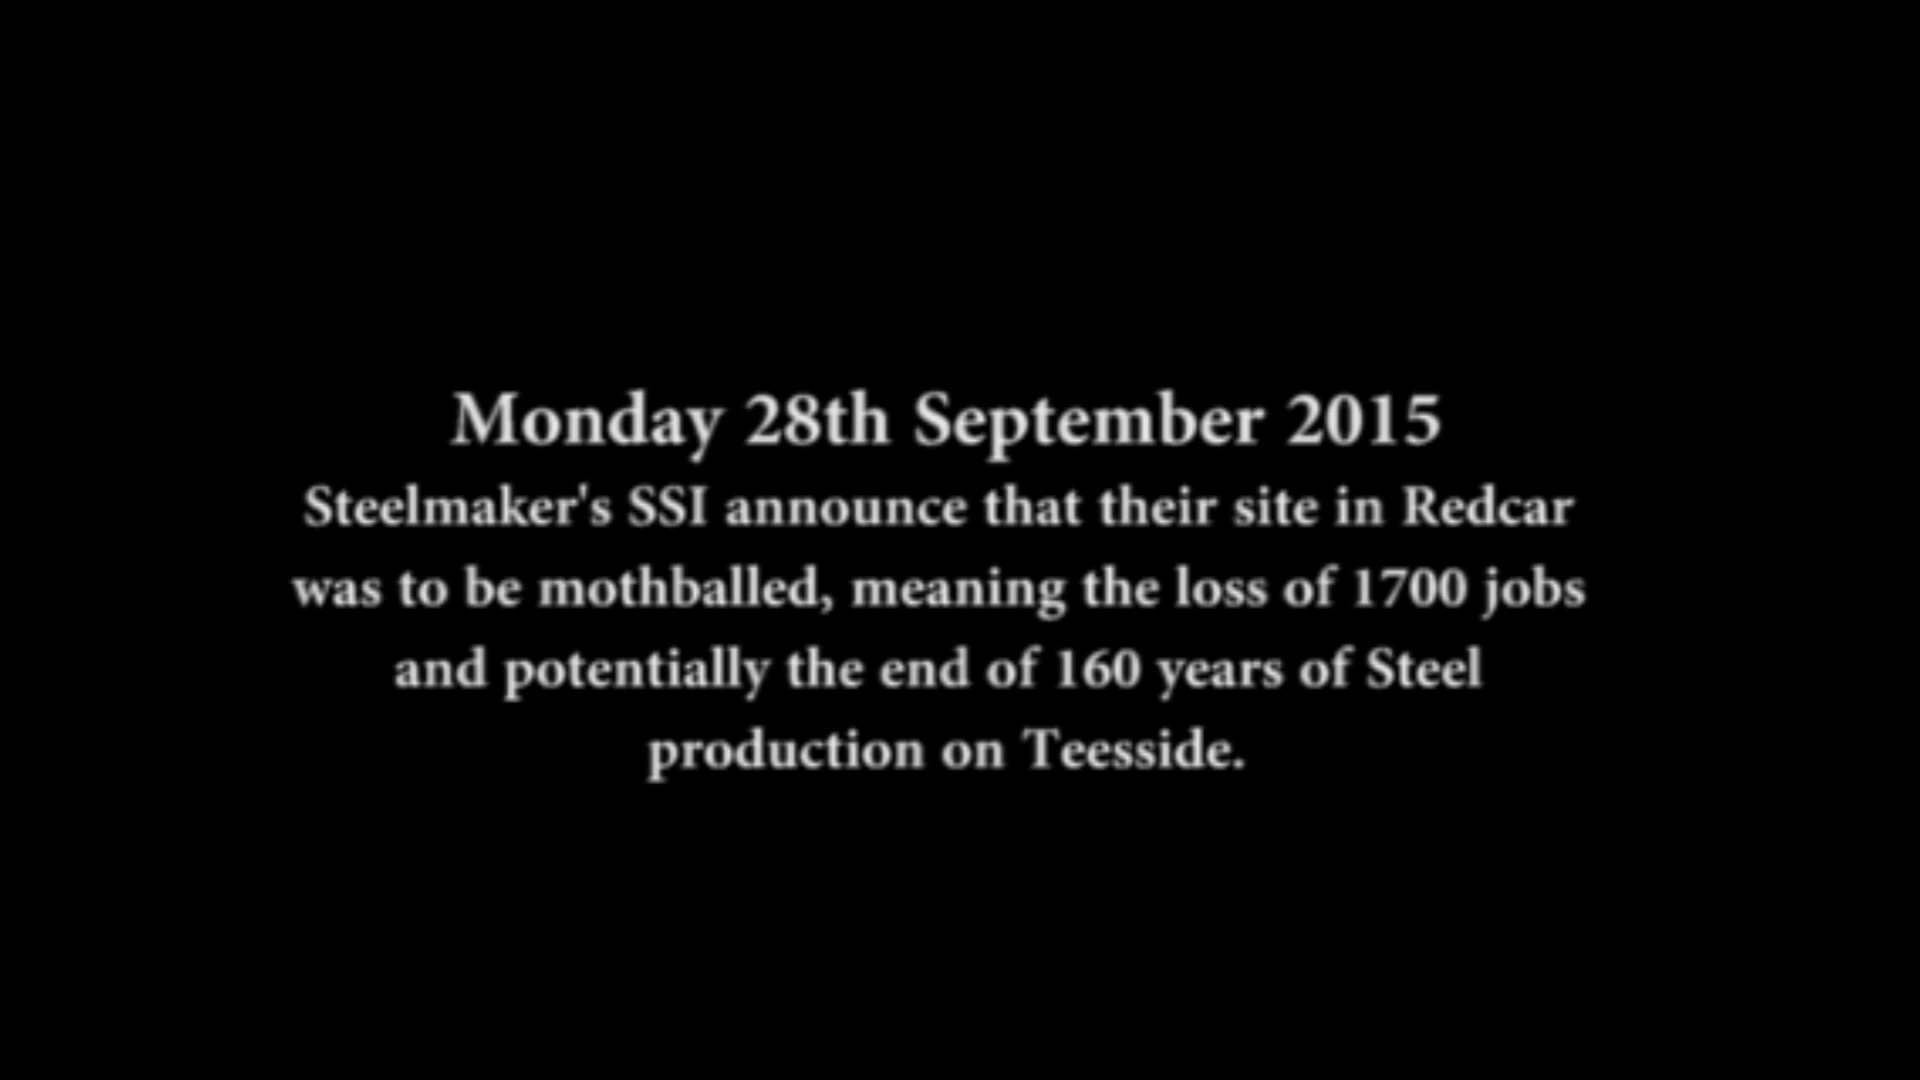 Monday 28th September 2015
Steelmaker's SSI announce that their site in Redcar
was to be mothballed, meaning the loss of 1700 jobs
and potentially the end of 160 years of Steel
production on Teesside.